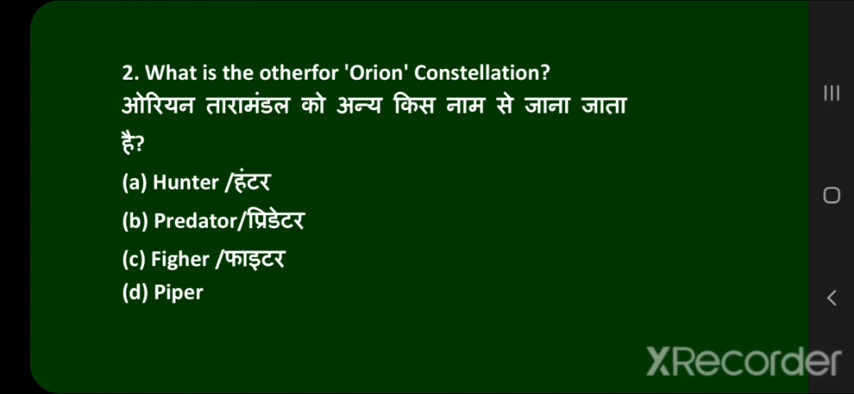 2. What is the otherfor 'Orion' Constellation?
ओरियन तारामंडल को अन्य किस नाम से जाना जाता
है?
(a) Hunter /हंटर
(b) Predator/प्रिडेटर
(c) Figher /फाइटर
(d) Piper
XRecorder